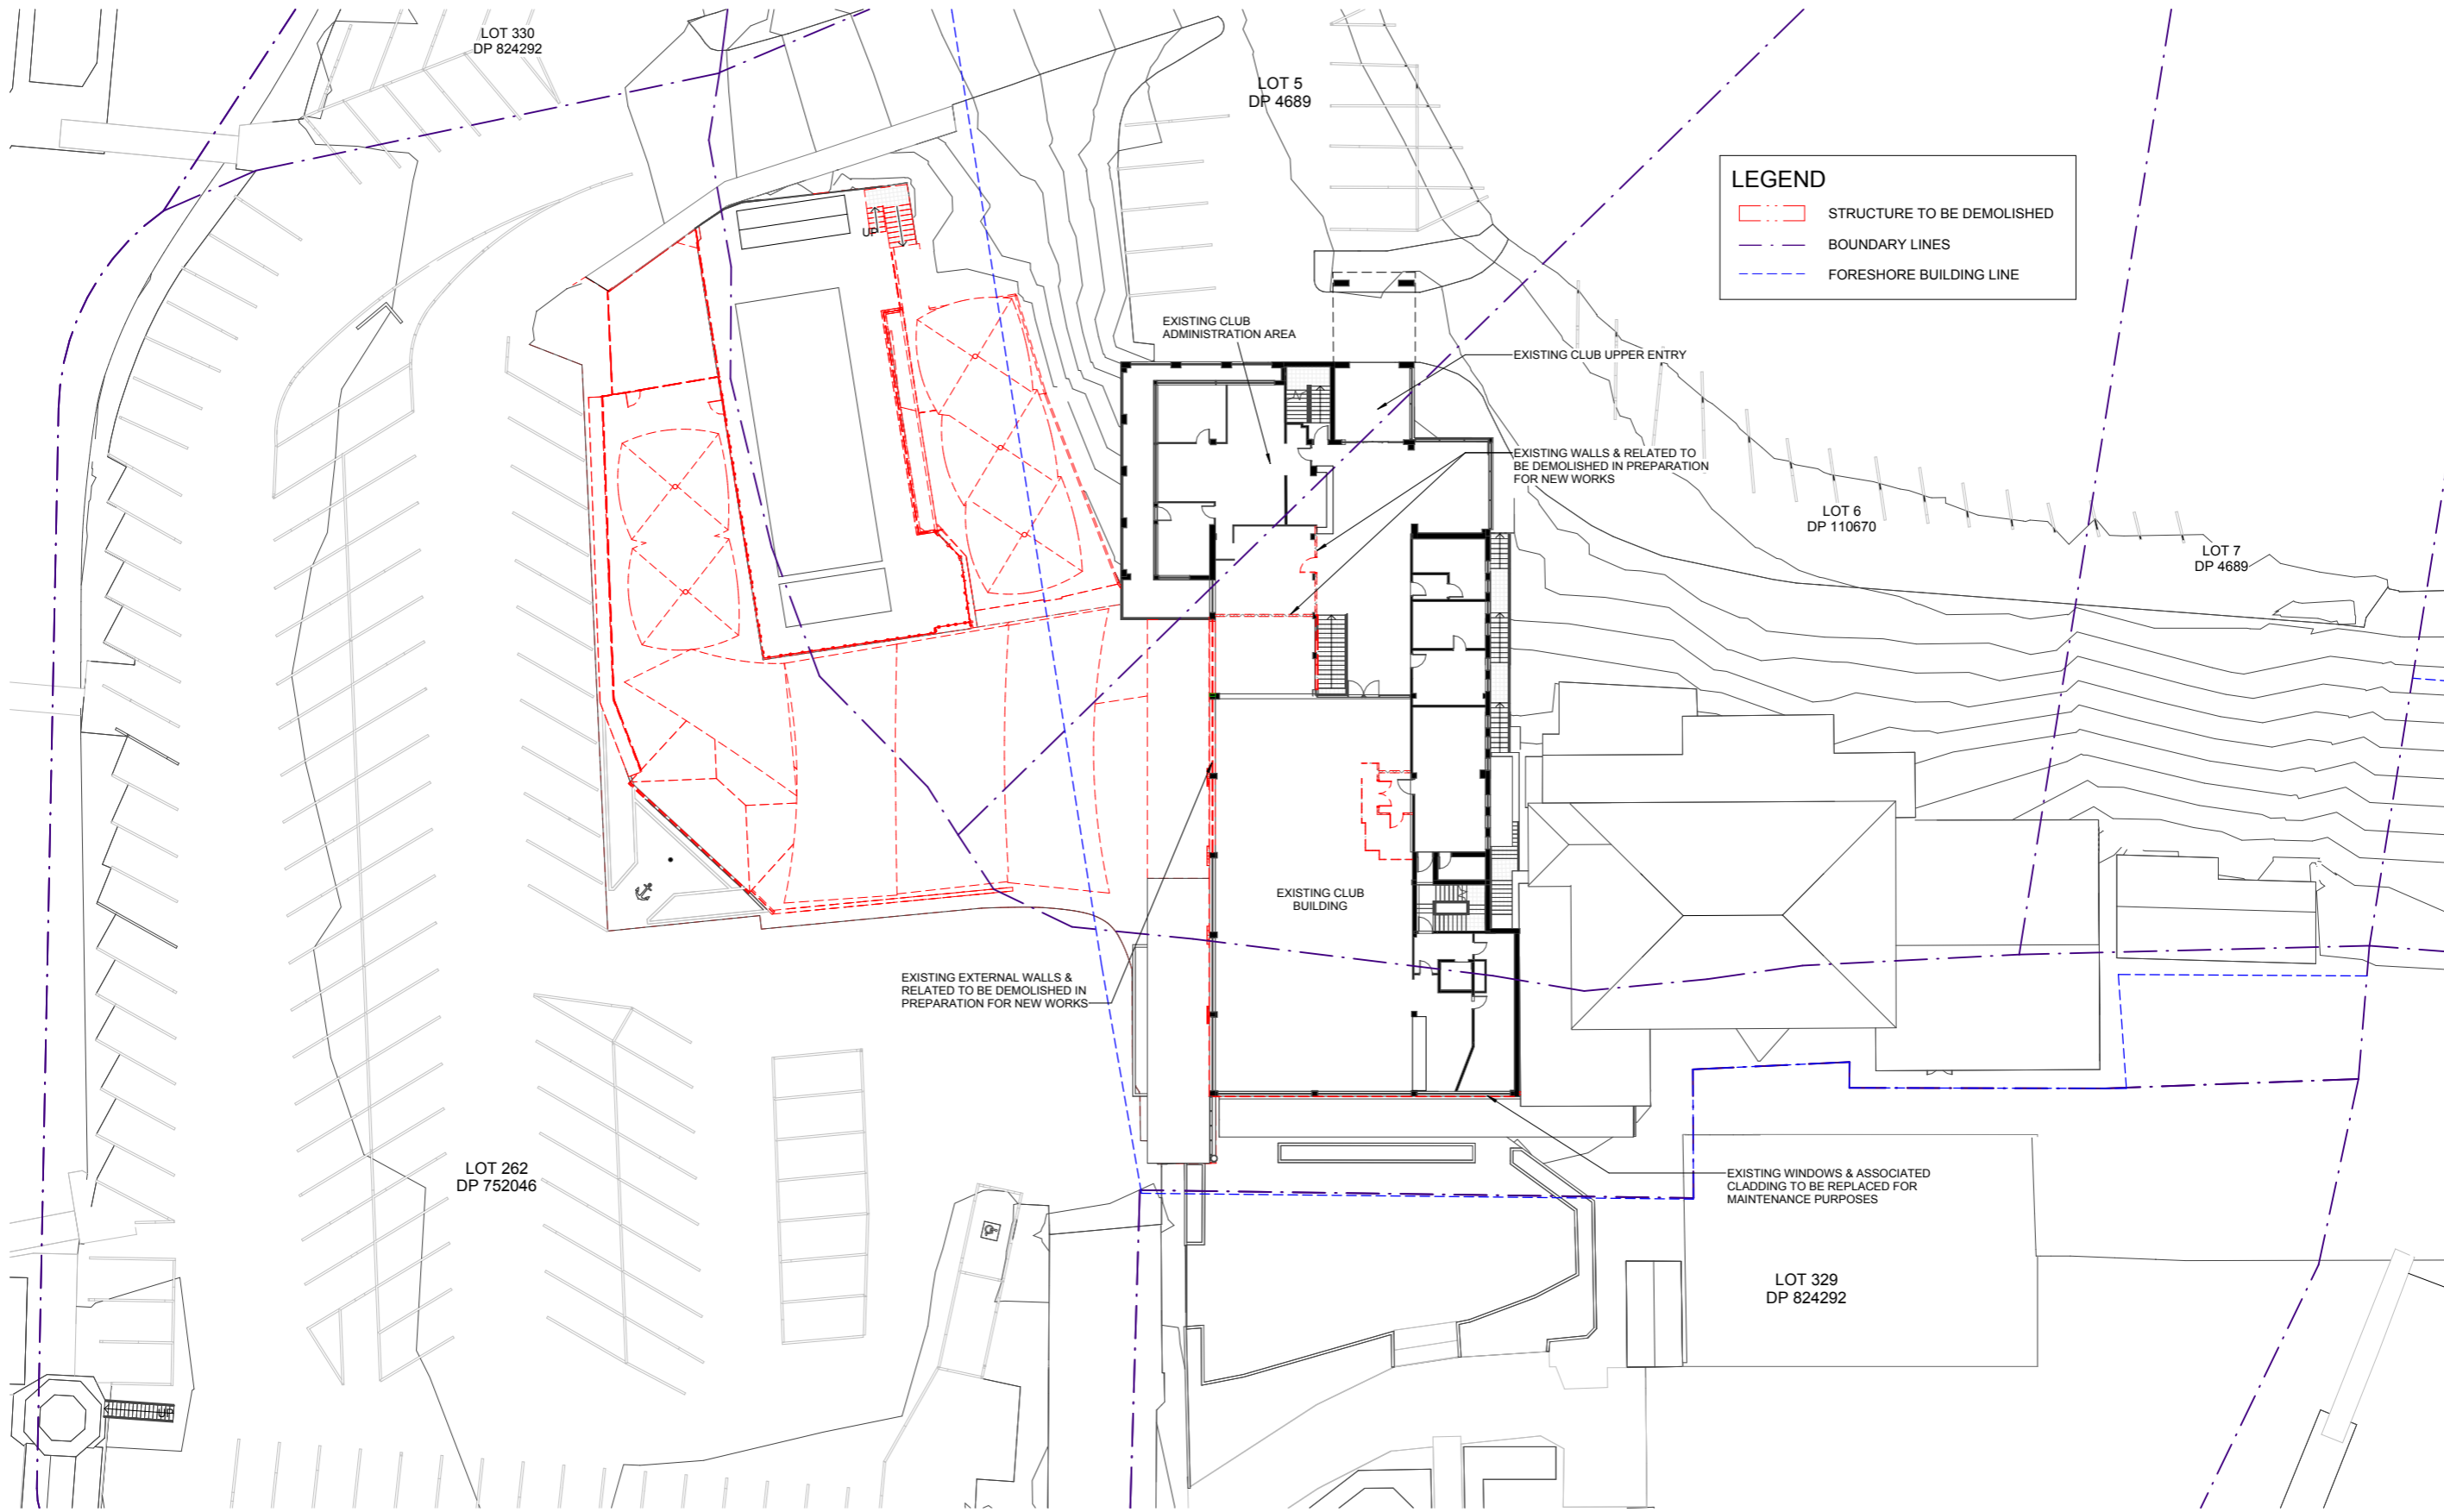 LOT 330
DP 824292
LOT 5
DP 4689
LEGEND
STRUCTURE TO BE DEMOLISHED
BOUNDARY LINES
FORESHORE BUILDING LINE
UP
EXISTING CLUB
ADMINISTRATION AREA
EXISTING CLUB UPPER ENTRY
EXISTING WALLS & RELATED TO
BE DEMOLISHED IN PREPARATION
FOR NEW WORKS
LOT 6
DP 110670
LOT 7
DP 4689
EXISTING CLUB
BUILDING
EXISTING EXTERNAL WALLS &
RELATED TO BE DEMOLISHED IN
PREPARATION FOR NEW WORKS
LOT 262
DP 752046
EXISTING WINDOWS & ASSOCIATED
CLADDING TO BE REPLACED FOR
MAINTENANCE PURPOSES
LOT 329
DP 824292
UP